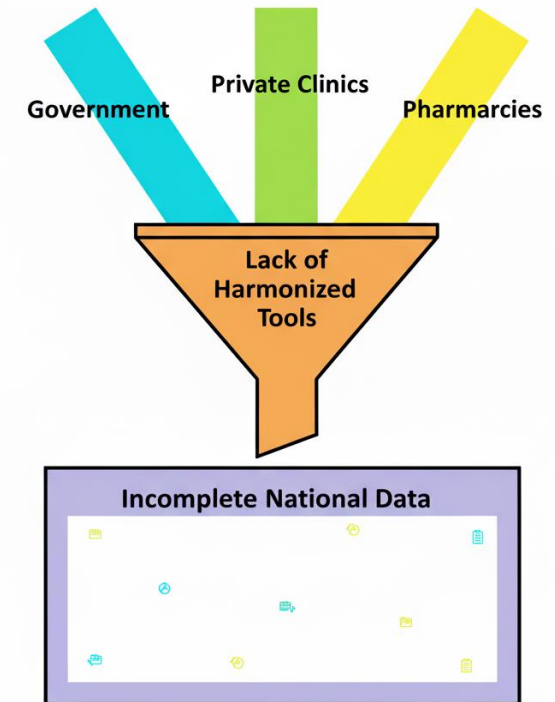 Government
Private Clinics
Pharmarcies
Lack of
Harmonized
Tools
Incomplete National Data